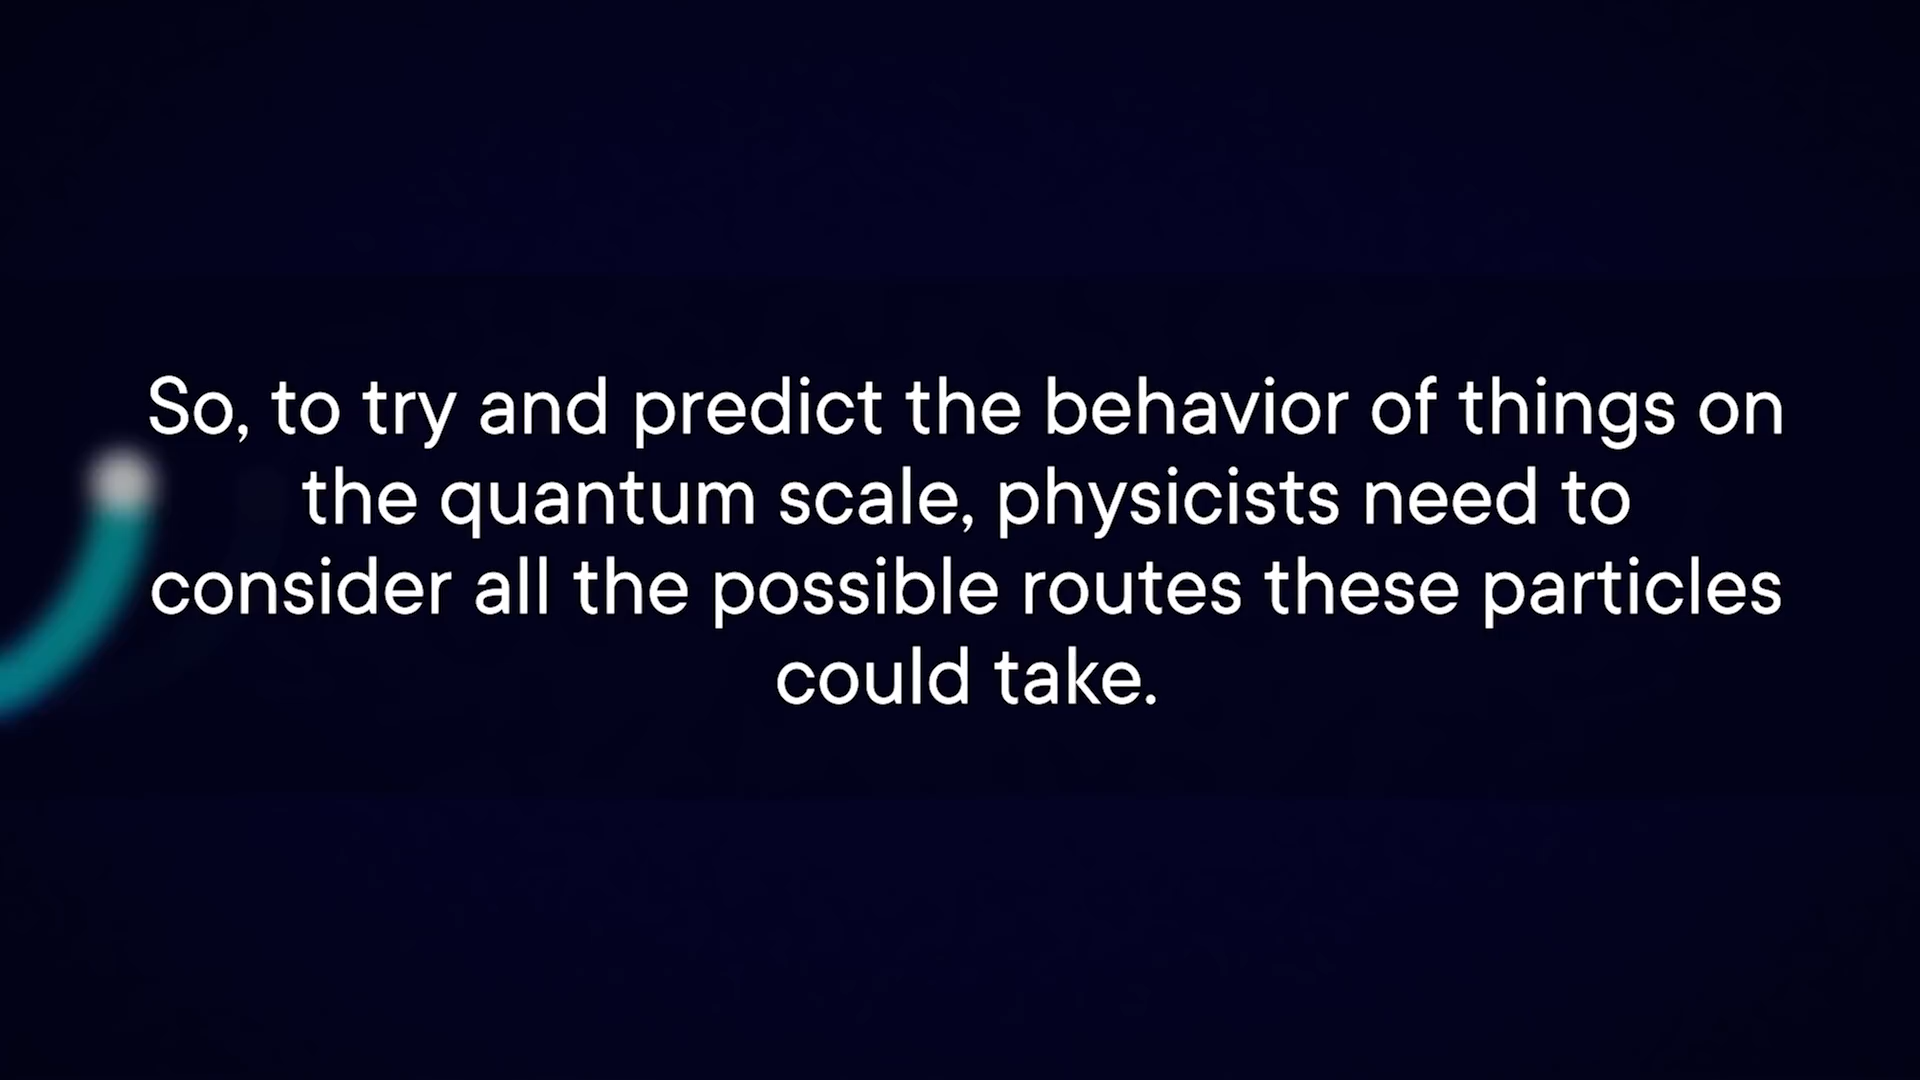 So, to try and predict the behavior of things on
the quantum scale, physicists need to
consider all the possible routes these particles
could take.